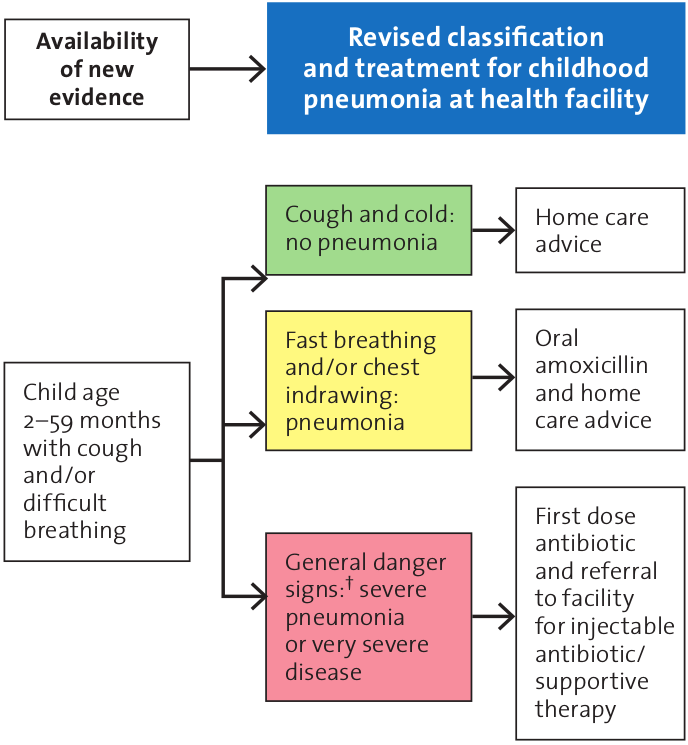 Availability
of new
evidence
Revised classification
and treatment for childhood
pneumonia at health facility
Cough and cold:
no pneumonia
Home care
advice
Fast breathing
and/or chest
indrawing:
pneumonia
Oral
amoxicillin
and home
care advice
Child age
2–59 months
with cough
and/or
difficult
breathing
General danger
signs:† severe
pneumonia
or very severe
disease
First dose
antibiotic
and referral
to facility
for injectable
antibiotic/
supportive
therapy